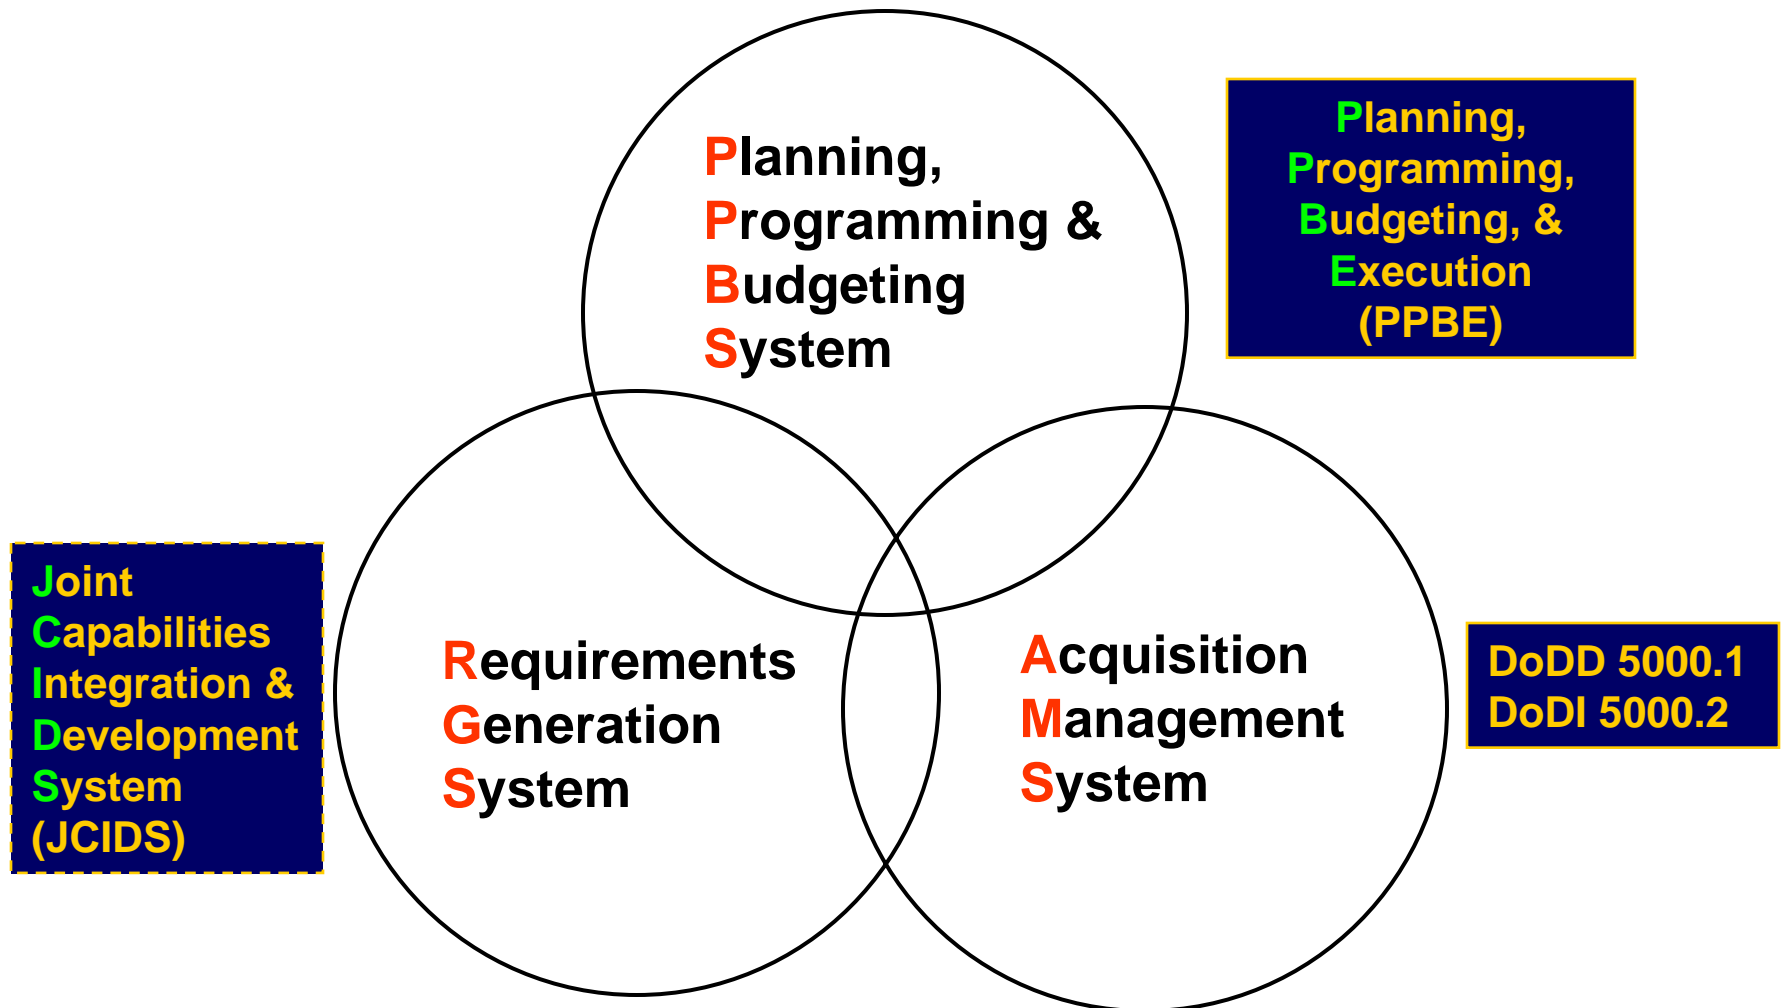 Planning,
Programming &
Budgeting
System
Planning,
Programming,
Budgeting, &
Execution
(PPBE)
Joint
Capabilities
Integration &
Development
System
(JCIDS)
Requirements
Generation
System
Acquisition
Management
System
DoDD 5000.1
DoDI 5000.2